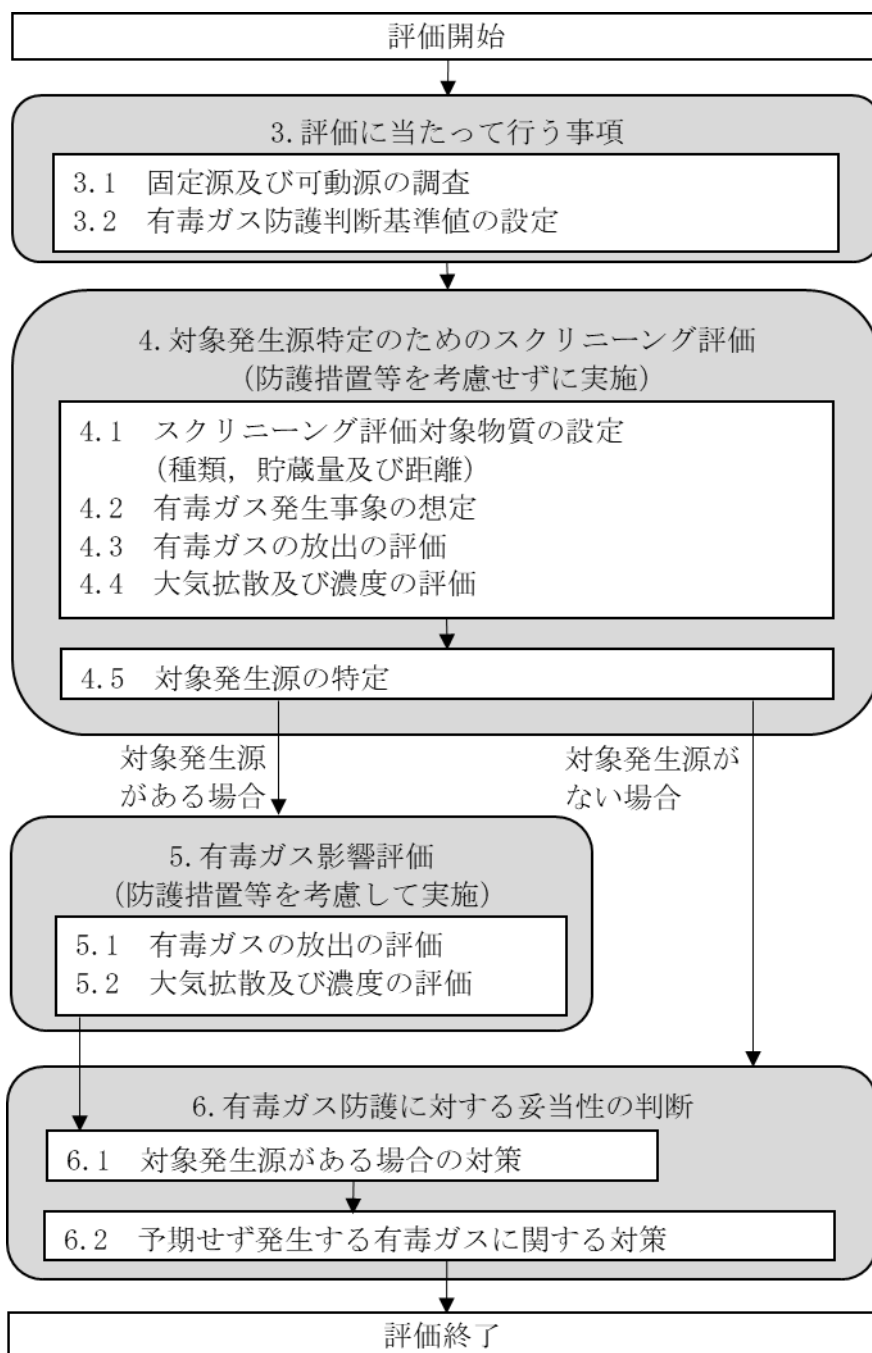 評価開始
3.評価に当たって行う事項
3.1 固定源及び可動源の調査
3.2 有毒ガス防護判断基準値の設定
4.対象発生源特定のためのスクリーニング評価
(防護措置等を考慮せずに実施)
4.1 スクリーニング評価対象物質の設定
(種類，貯蔵量及び距離)
4.2 有毒ガス発生事象の想定
4.3 有毒ガスの放出の評価
4.4 大気拡散及び濃度の評価
4.5 対象発生源の特定
対象発生源
がある場合
対象発生源が
ない場合
5.有毒ガス影響評価
(防護措置等を考慮して実施)
5.1 有毒ガスの放出の評価
5.2 大気拡散及び濃度の評価
6.有毒ガス防護に対する妥当性の判断
6.1 対象発生源がある場合の対策
6.2 予期せず発生する有毒ガスに関する対策
評価終了